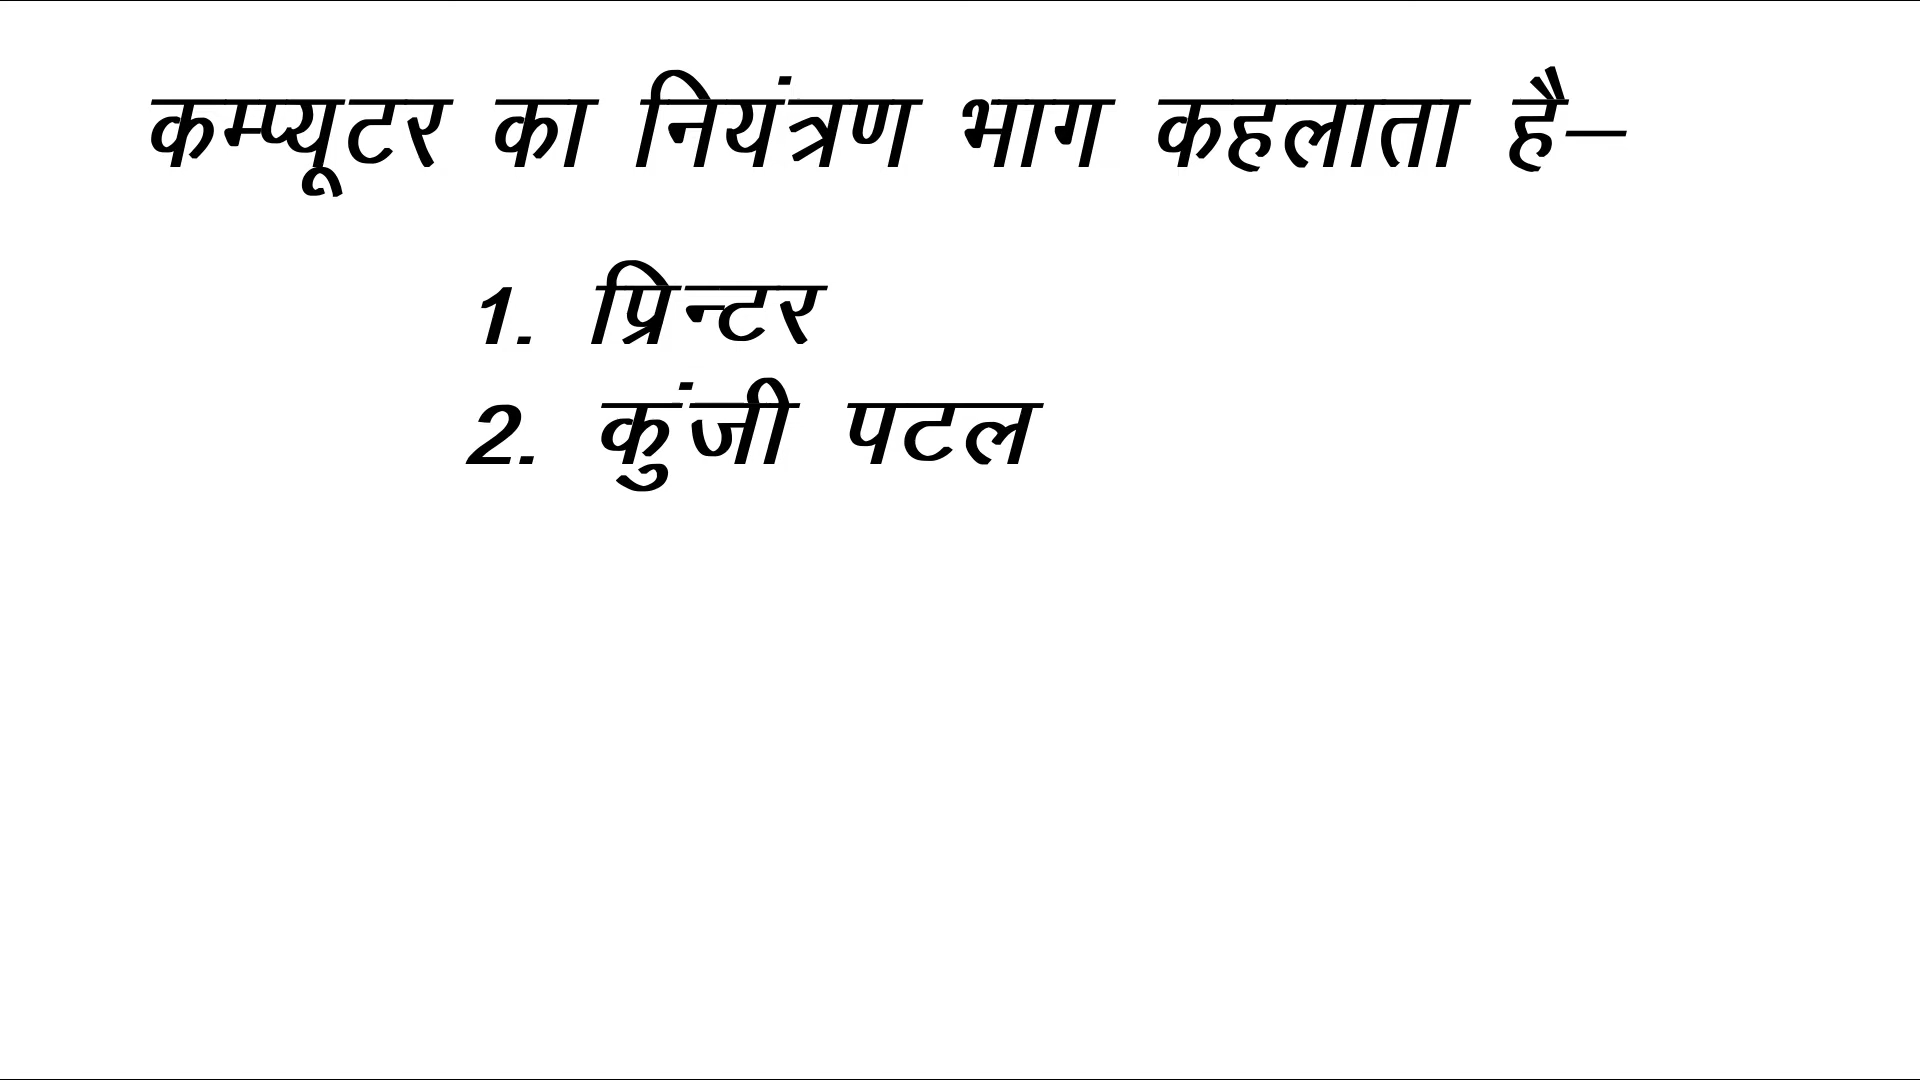 कम्प्यूटर का नियंत्रण भाग कहलाता है–
1. प्रिन्टर
2. कुंजी पटल